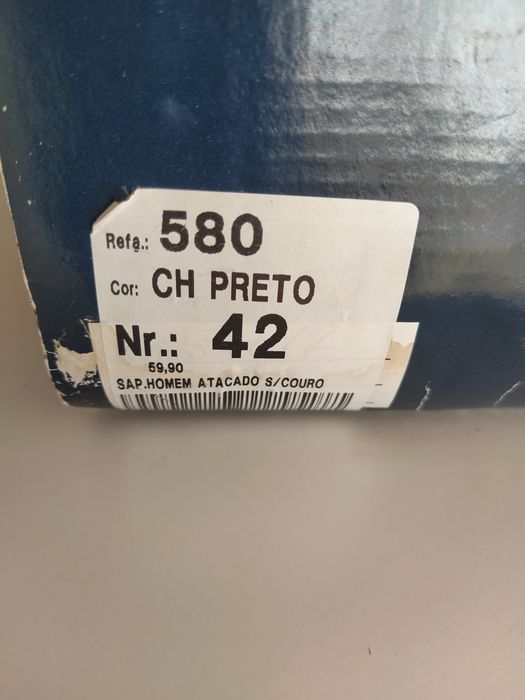 Refª.: 580
Cor: CH PRETO
Nr.: 42
59,90
SAP.HOMEM ATACADO S/COURO